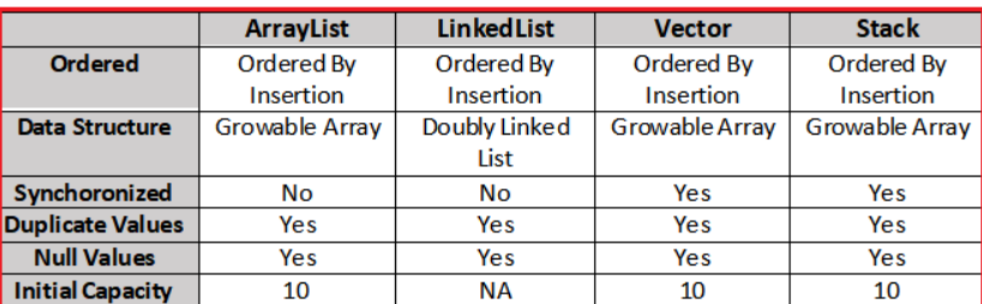 ArrayList LinkedList Vector Stack
Ordered Ordered By Insertion Ordered By Insertion Ordered By Insertion Ordered By Insertion
Data Structure Growable Array Doubly Linked List Growable Array Growable Array
Synchoronized No No Yes Yes
Duplicate Values Yes Yes Yes Yes
Null Values Yes Yes Yes Yes
Initial Capacity 10 NA 10 10